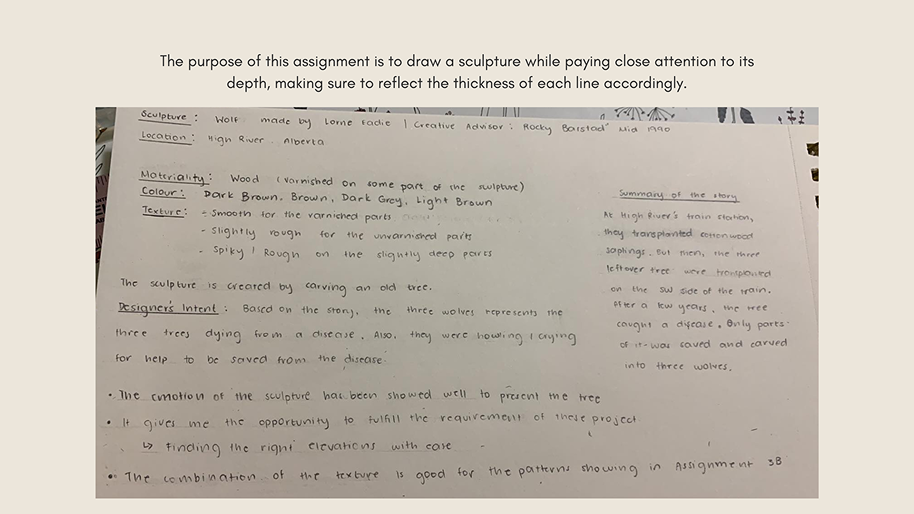 The purpose of this assignment is to draw a sculpture while paying close attention to its
depth, making sure to reflect the thickness of each line accordingly.
Sculpture : Wolf made by Lorne Eadie | Creative Advisor : Rocky Barstad Mid 1990
Location : High River Alberta
Materiality : Wood (varnished on some part of the sculpture)
Colour : Dark Brown, Brown, Dark Grey, Light Brown
Texture : - Smooth for the varnished parts
- Slightly rough for the unvarnished parts
- Spiky / Rough on the slightly deep parts
The sculpture is created by carving an old tree.
Designer's Intent : Based on the story, the three wolves represents the
three trees dying from a disease. Also, they were howling / crying
for help to be saved from the disease.
Summary of the story
At High River's train station,
they transplanted cottonwood
saplings. But then, the three
leftover tree were transplanted
on the SW side of the train.
After a few years, the tree
caught a disease. Only parts
of it was saved and carved
into three wolves.
• The emotion of the sculpture has been showed well to present the tree
• It gives me the opportunity to fulfill the requirement of these project
↳ Finding the right elevations with ease
• The combination of the texture is good for the patterns showing in Assignment 3B